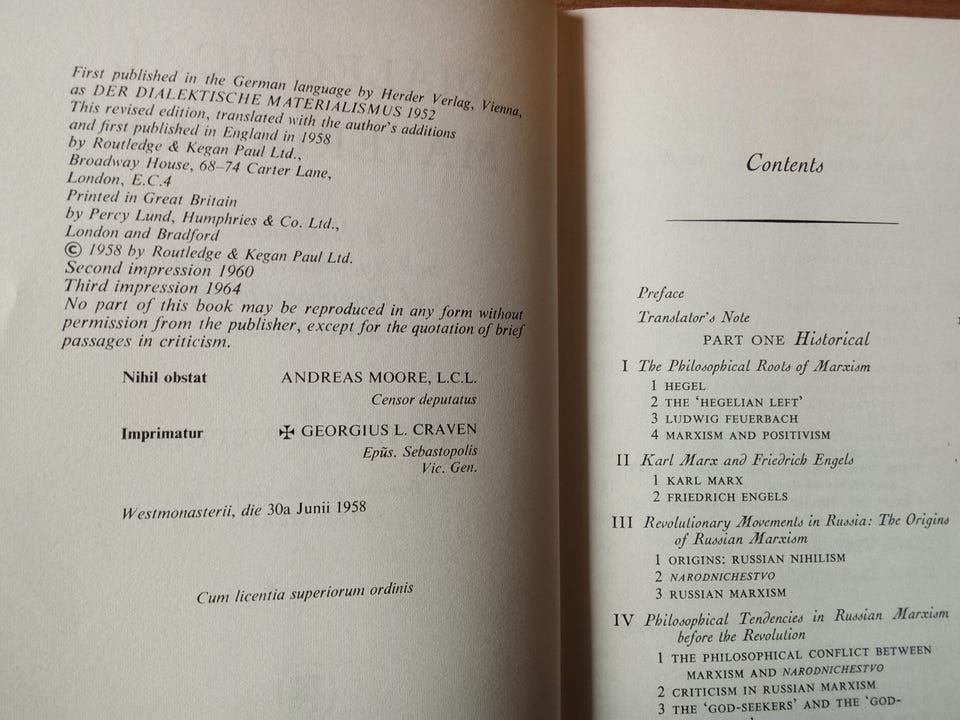 First published in the German language by Herder Verlag, Vienna,
as DER DIALEKTISCHE MATERIALISMUS 1952
This revised edition, translated with the author's additions
and first published in England in 1958
by Routledge & Kegan Paul Ltd.,
Broadway House, 68–74 Carter Lane,
London, E.C.4
Printed in Great Britain
by Percy Lund, Humphries & Co. Ltd.,
London and Bradford
© 1958 by Routledge & Kegan Paul Ltd.
Second impression 1960
Third impression 1964
No part of this book may be reproduced in any form without
permission from the publisher, except for the quotation of brief
passages in criticism.
Nihil obstat ANDREAS MOORE, L.C.L.
Censor deputatus
Imprimatur ✠ GEORGIUS L. CRAVEN
Epūs. Sebastopolis
Vic. Gen.
Westmonasterii, die 30a Junii 1958
Cum licentia superiorum ordinis
Contents
Preface
Translator's Note
PART ONE Historical
I The Philosophical Roots of Marxism
1 HEGEL
2 THE 'HEGELIAN LEFT'
3 LUDWIG FEUERBACH
4 MARXISM AND POSITIVISM
II Karl Marx and Friedrich Engels
1 KARL MARX
2 FRIEDRICH ENGELS
III Revolutionary Movements in Russia: The Origins
of Russian Marxism
1 ORIGINS: RUSSIAN NIHILISM
2 NARODNICHESTVO
3 RUSSIAN MARXISM
IV Philosophical Tendencies in Russian Marxism
before the Revolution
1 THE PHILOSOPHICAL CONFLICT BETWEEN
MARXISM AND NARODNICHESTVO
2 CRITICISM IN RUSSIAN MARXISM
3 THE 'GOD-SEEKERS' AND THE 'GOD-